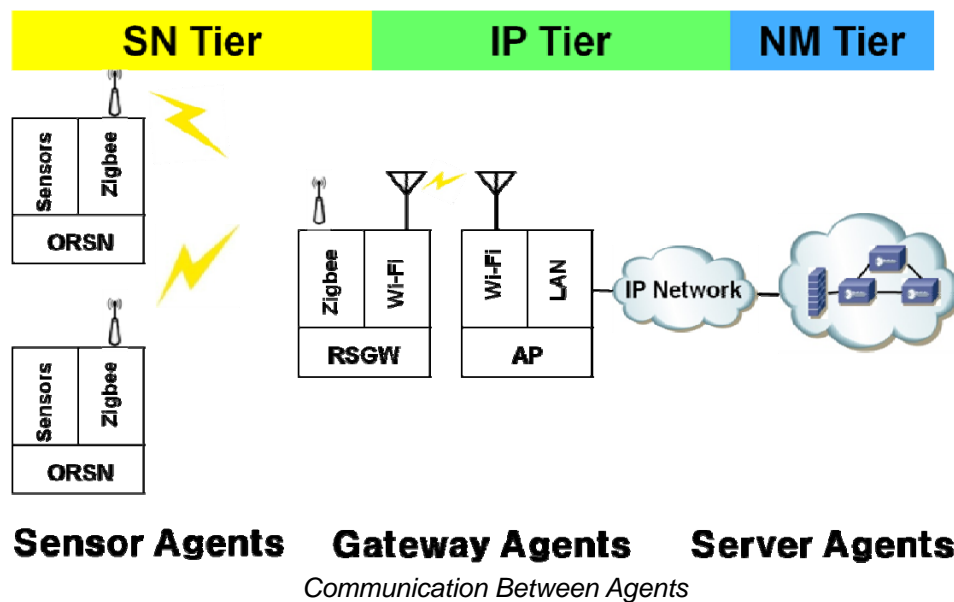 SN Tier IP Tier NM Tier
Sensors Zigbee
ORSN
Zigbee Wi-Fi Wi-Fi LAN IP Network
RSGW AP
Sensors Zigbee
ORSN
Sensor Agents Gateway Agents Server Agents
Communication Between Agents